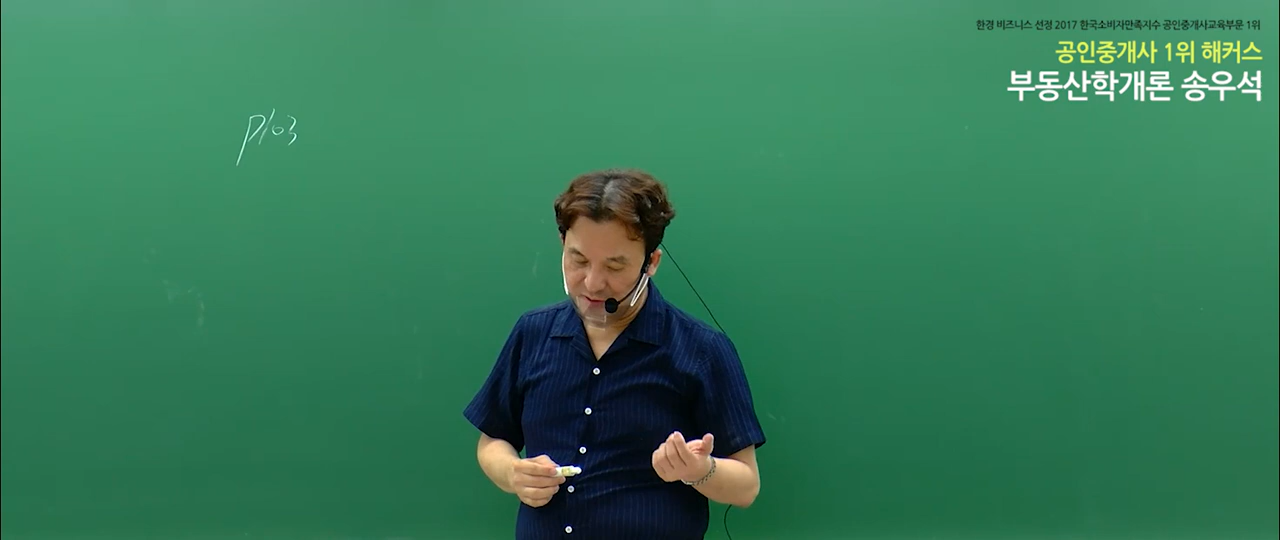 한경 비즈니스 선정 2017 한국소비자만족지수 공인중개사교육부문 1위
공인중개사 1위 해커스
부동산학개론 송우석
p103